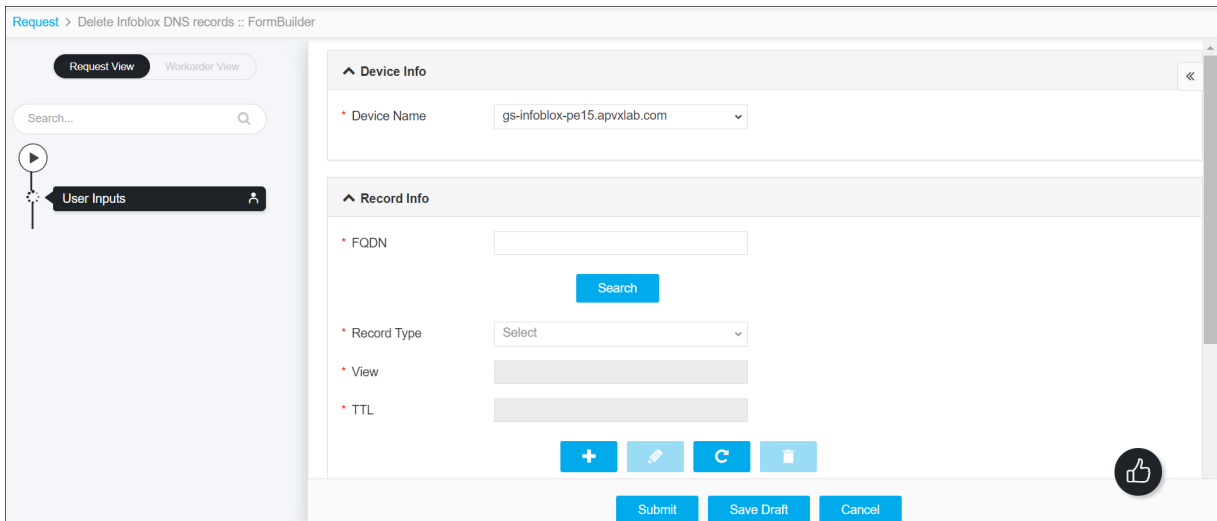 Request > Delete Infoblox DNS records :: FormBuilder
Request View
Workorder View
Search...
User Inputs
Device Info
* Device Name
gs-infoblox-pe15.apvxlab.com
Record Info
* FQDN
Search
* Record Type
Select
* View
* TTL
Submit
Save Draft
Cancel